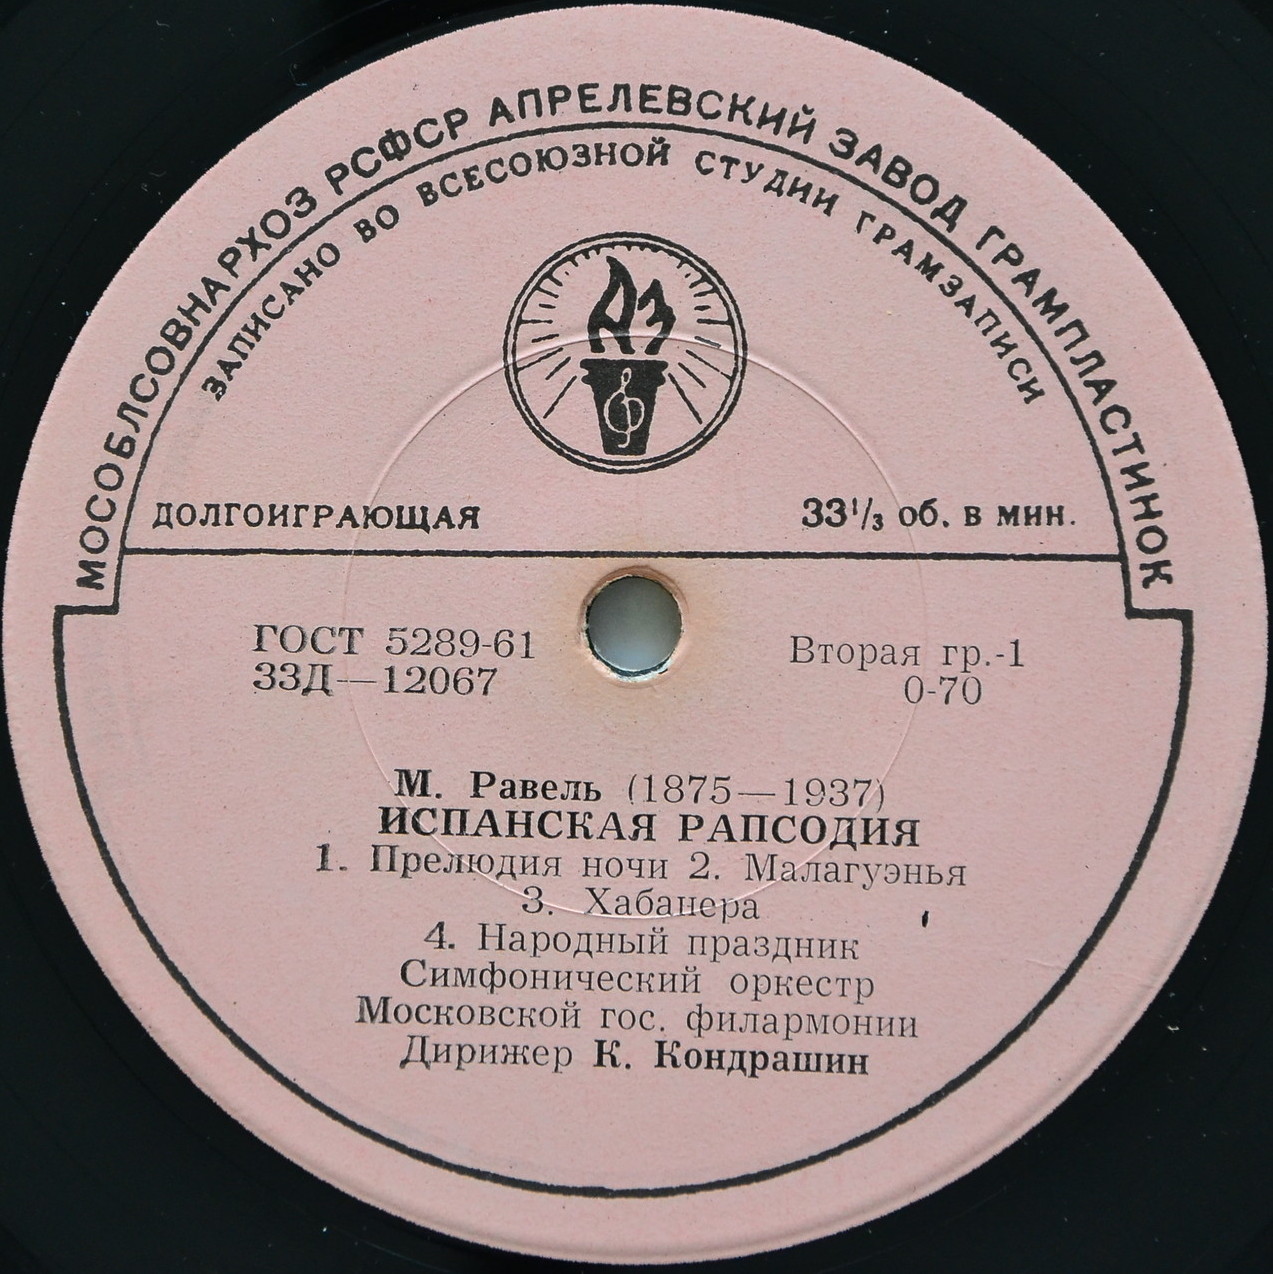 МОСОБЛСОВНАРХОЗ РСФСР АПРЕЛЕВСКИЙ ЗАВОД ГРАМПЛАСТИНОК
ЗАПИСАНО ВО ВСЕСОЮЗНОЙ СТУДИИ ГРАМЗАПИСИ
ДОЛГОИГРАЮЩАЯ 33 1/3 об. в мин.
ГОСТ 5289-61 Вторая гр.-1
33Д—12067 0-70
М. Равель (1875—1937)
ИСПАНСКАЯ РАПСОДИЯ
1. Прелюдия ночи 2. Малагуэнья
3. Хабанера
4. Народный праздник
Симфонический оркестр
Московской гос. филармонии
Дирижер К. Кондрашин